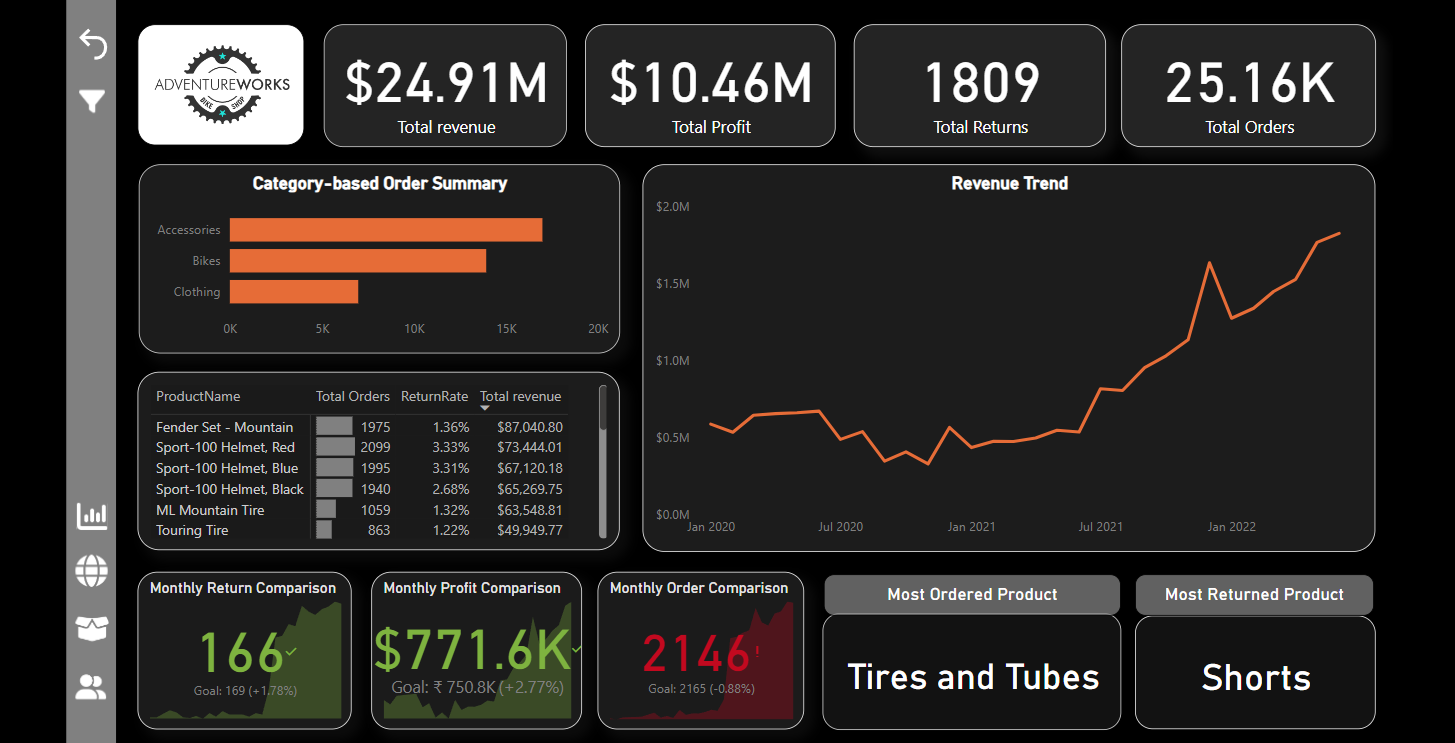 ADVENTUREWORKS
BIKE SHOP
$24.91M
Total revenue
$10.46M
Total Profit
1809
Total Returns
25.16K
Total Orders
Category-based Order Summary
Accessories
Bikes
Clothing
0K 5K 10K 15K 20K
Revenue Trend
$2.0M
$1.5M
$1.0M
$0.5M
$0.0M
Jan 2020 Jul 2020 Jan 2021 Jul 2021 Jan 2022
ProductName Total Orders ReturnRate Total revenue
Fender Set - Mountain 1975 1.36% $87,040.80
Sport-100 Helmet, Red 2099 3.33% $73,444.01
Sport-100 Helmet, Blue 1995 3.31% $67,120.18
Sport-100 Helmet, Black 1940 2.68% $65,269.75
ML Mountain Tire 1059 1.32% $63,548.81
Touring Tire 863 1.22% $49,949.77
Monthly Return Comparison
166
Goal: 169 (+1.78%)
Monthly Profit Comparison
$771.6K
Goal: ₹ 750.8K (+2.77%)
Monthly Order Comparison
2146!
Goal: 2165 (-0.88%)
Most Ordered Product
Tires and Tubes
Most Returned Product
Shorts